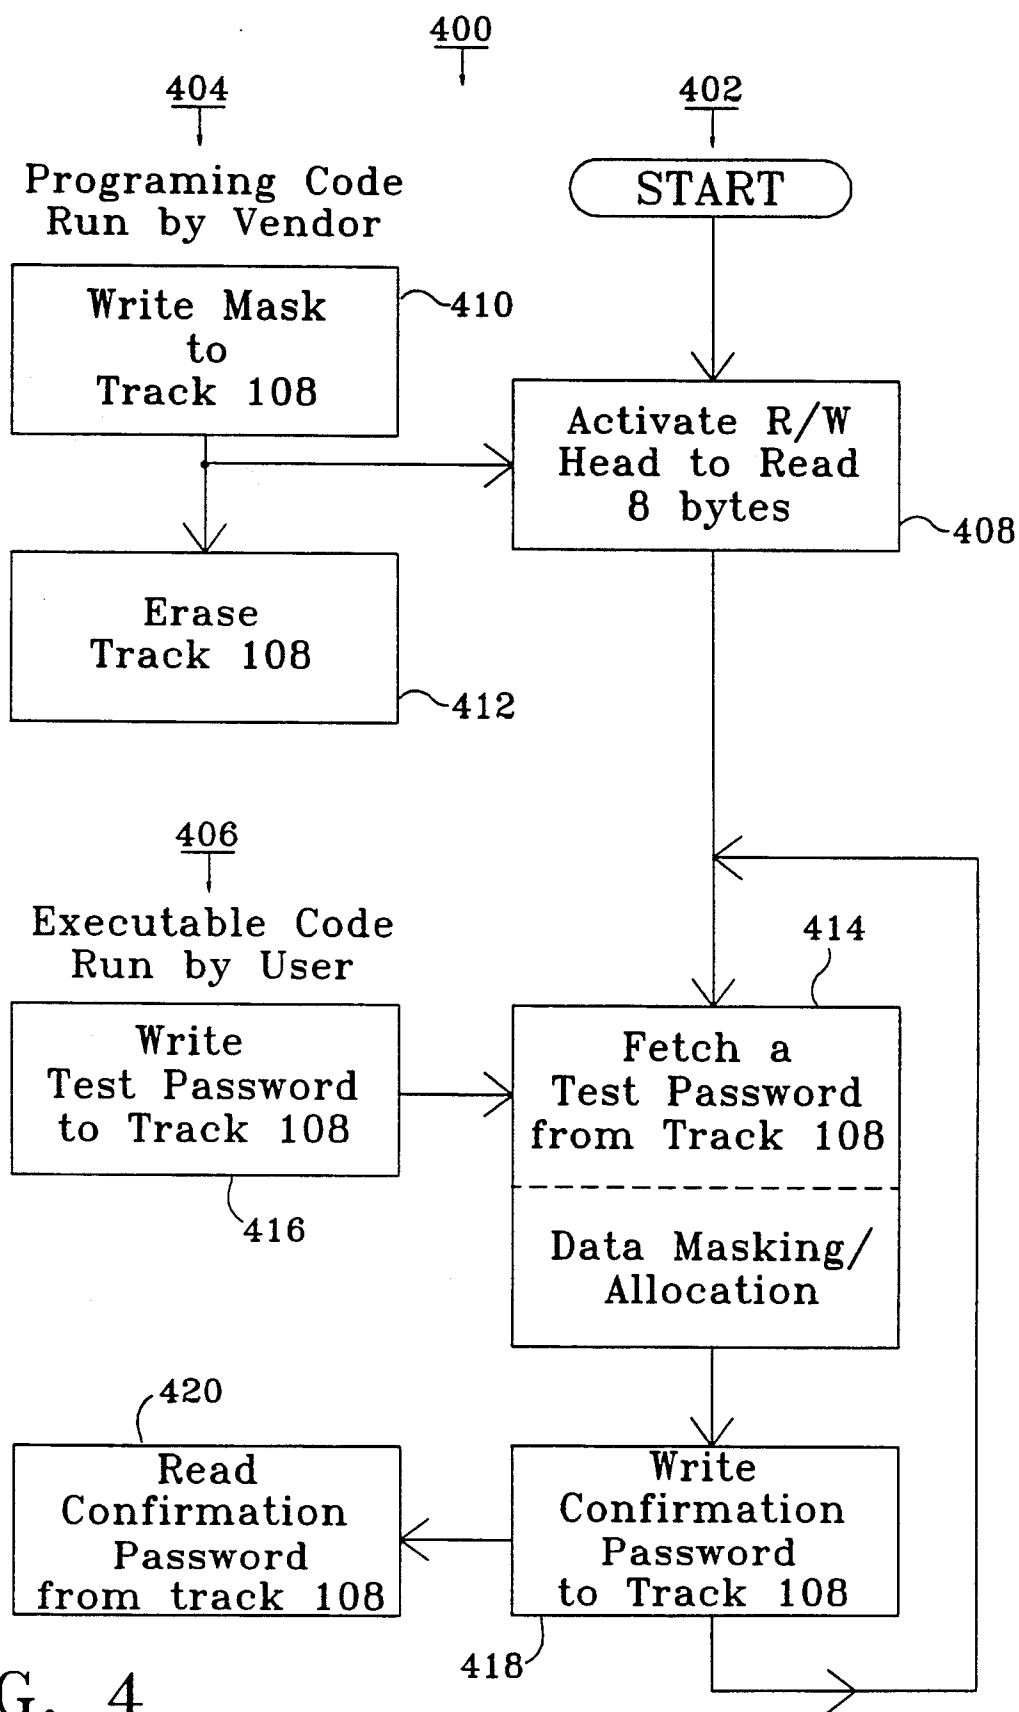 400
404
Programing Code
Run by Vendor
Write Mask
to
Track 108
410
Erase
Track 108
412
402
START
Activate R/W
Head to Read
8 bytes
408
406
Executable Code
Run by User
Write
Test Password
to Track 108
416
414
Fetch a
Test Password
from Track 108
Data Masking/
Allocation
420
Read
Confirmation
Password
from track 108
Write
Confirmation
Password
to Track 108
418
G. 4